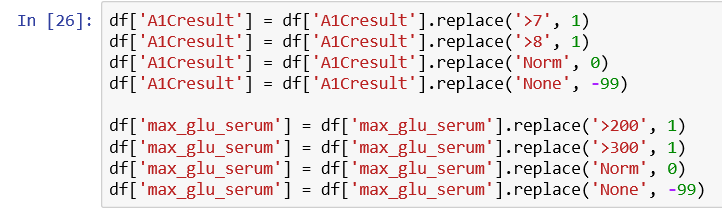 In [26]: df['A1Cresult'] = df['A1Cresult'].replace('>7', 1)
df['A1Cresult'] = df['A1Cresult'].replace('>8', 1)
df['A1Cresult'] = df['A1Cresult'].replace('Norm', 0)
df['A1Cresult'] = df['A1Cresult'].replace('None', -99)
df['max_glu_serum'] = df['max_glu_serum'].replace('>200', 1)
df['max_glu_serum'] = df['max_glu_serum'].replace('>300', 1)
df['max_glu_serum'] = df['max_glu_serum'].replace('Norm', 0)
df['max_glu_serum'] = df['max_glu_serum'].replace('None', -99)